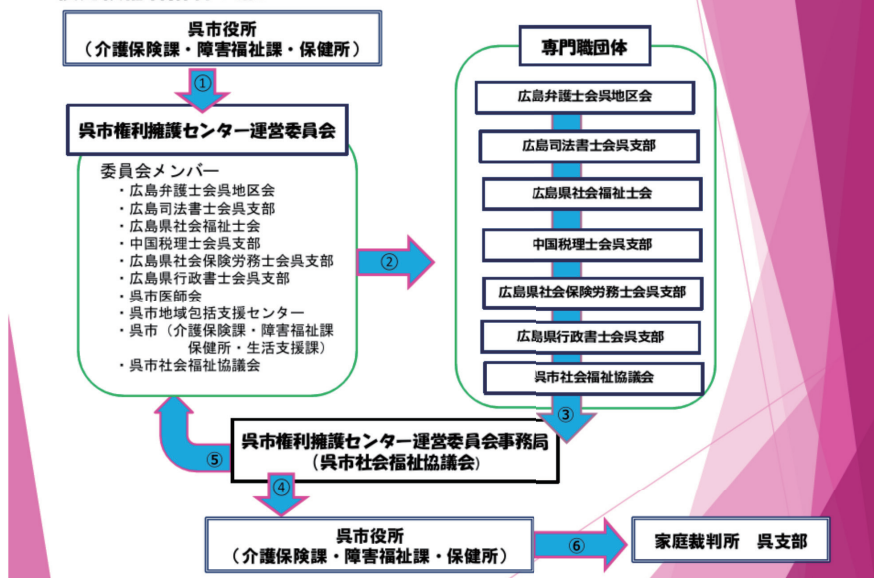 呉市役所
(介護保険課・障害福祉課・保健所)
①
呉市権利擁護センター運営委員会
委員会メンバー
・広島弁護士会呉地区会
・広島司法書士会呉支部
・広島県社会福祉士会
・中国税理士会呉支部
・広島県社会保険労務士会呉支部
・広島県行政書士会呉支部
・呉市医師会
・呉市地域包括支援センター
・呉市(介護保険課・障害福祉課
保健所・生活支援課)
・呉市社会福祉協議会
②
専門職団体
広島弁護士会呉地区会
広島司法書士会呉支部
広島県社会福祉士会
中国税理士会呉支部
広島県社会保険労務士会呉支部
広島県行政書士会呉支部
呉市社会福祉協議会
③
呉市権利擁護センター運営委員会事務局
(呉市社会福祉協議会)
⑤
④
呉市役所
(介護保険課・障害福祉課・保健所)
⑥
家庭裁判所 呉支部